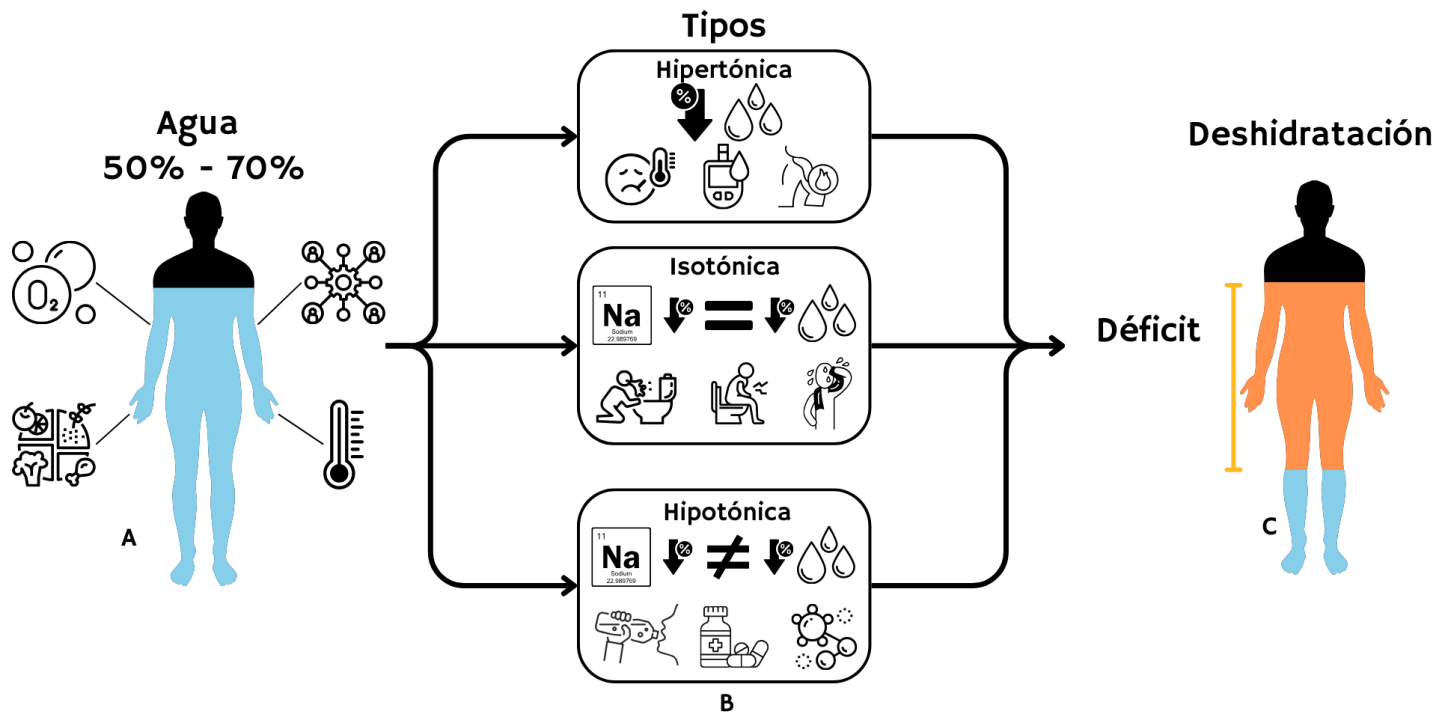 Tipos
Hipertónica
%
Agua
50% - 70%
Deshidratación
O₂
Isotónica
11
Na
Sodium
22.989769
%
%
Déficit
Hipotónica
11
Na
Sodium
22.989769
%
%
A
B
C